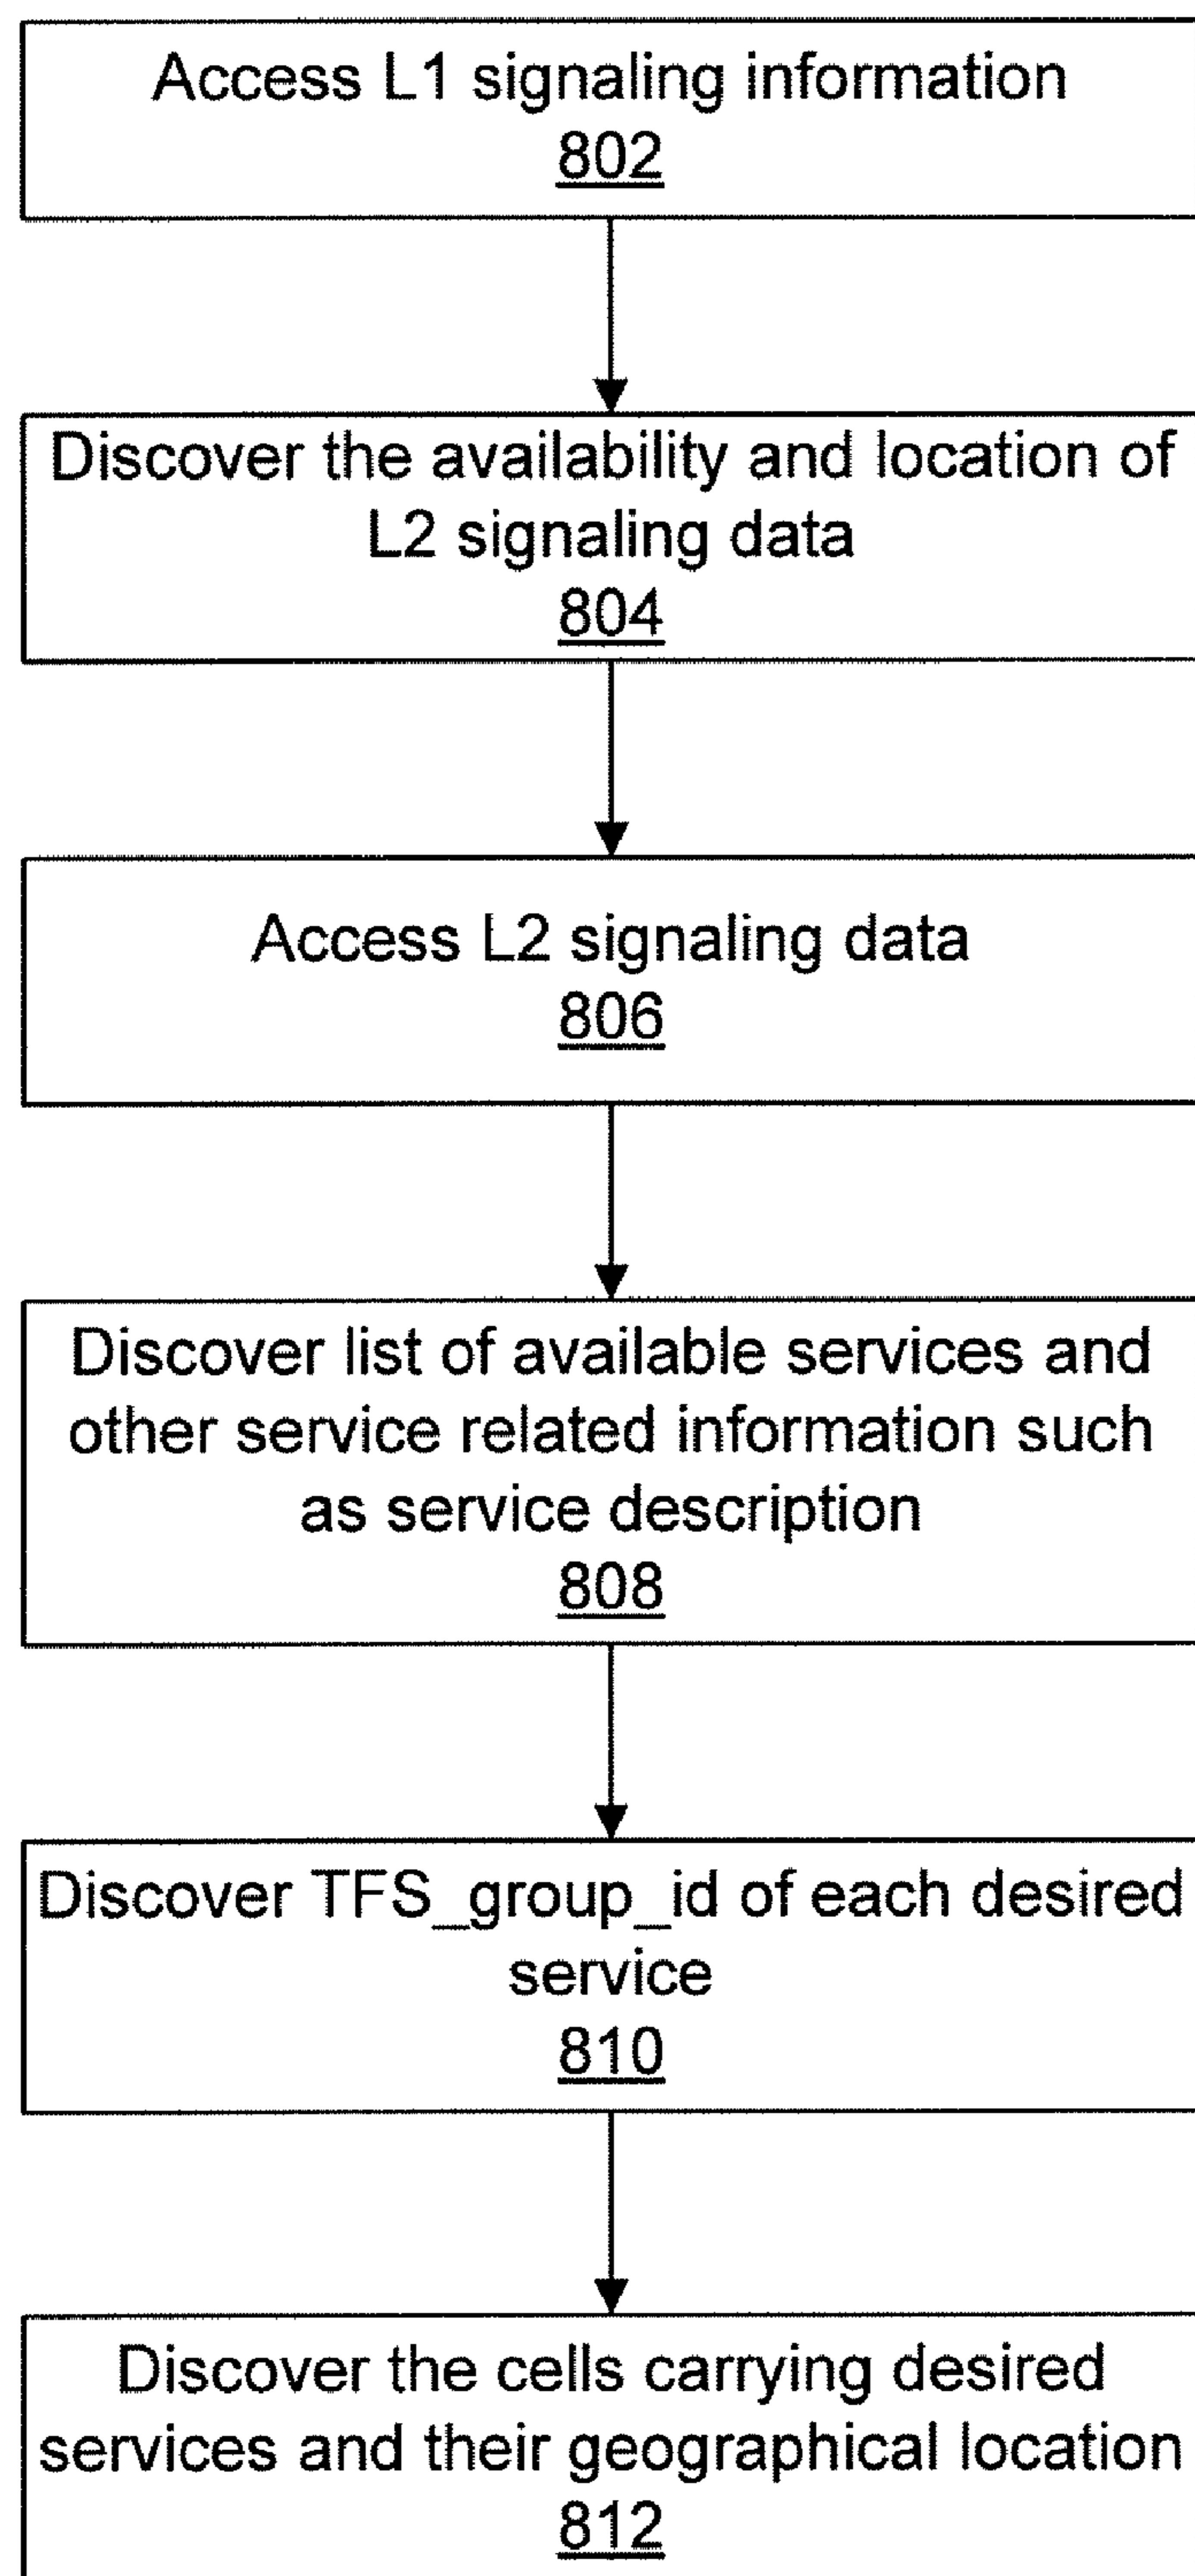 Access L1 signaling information
802
Discover the availability and location of
L2 signaling data
804
Access L2 signaling data
806
Discover list of available services and
other service related information such
as service description
808
Discover TFS_group_id of each desired
service
810
Discover the cells carrying desired
services and their geographical location
812